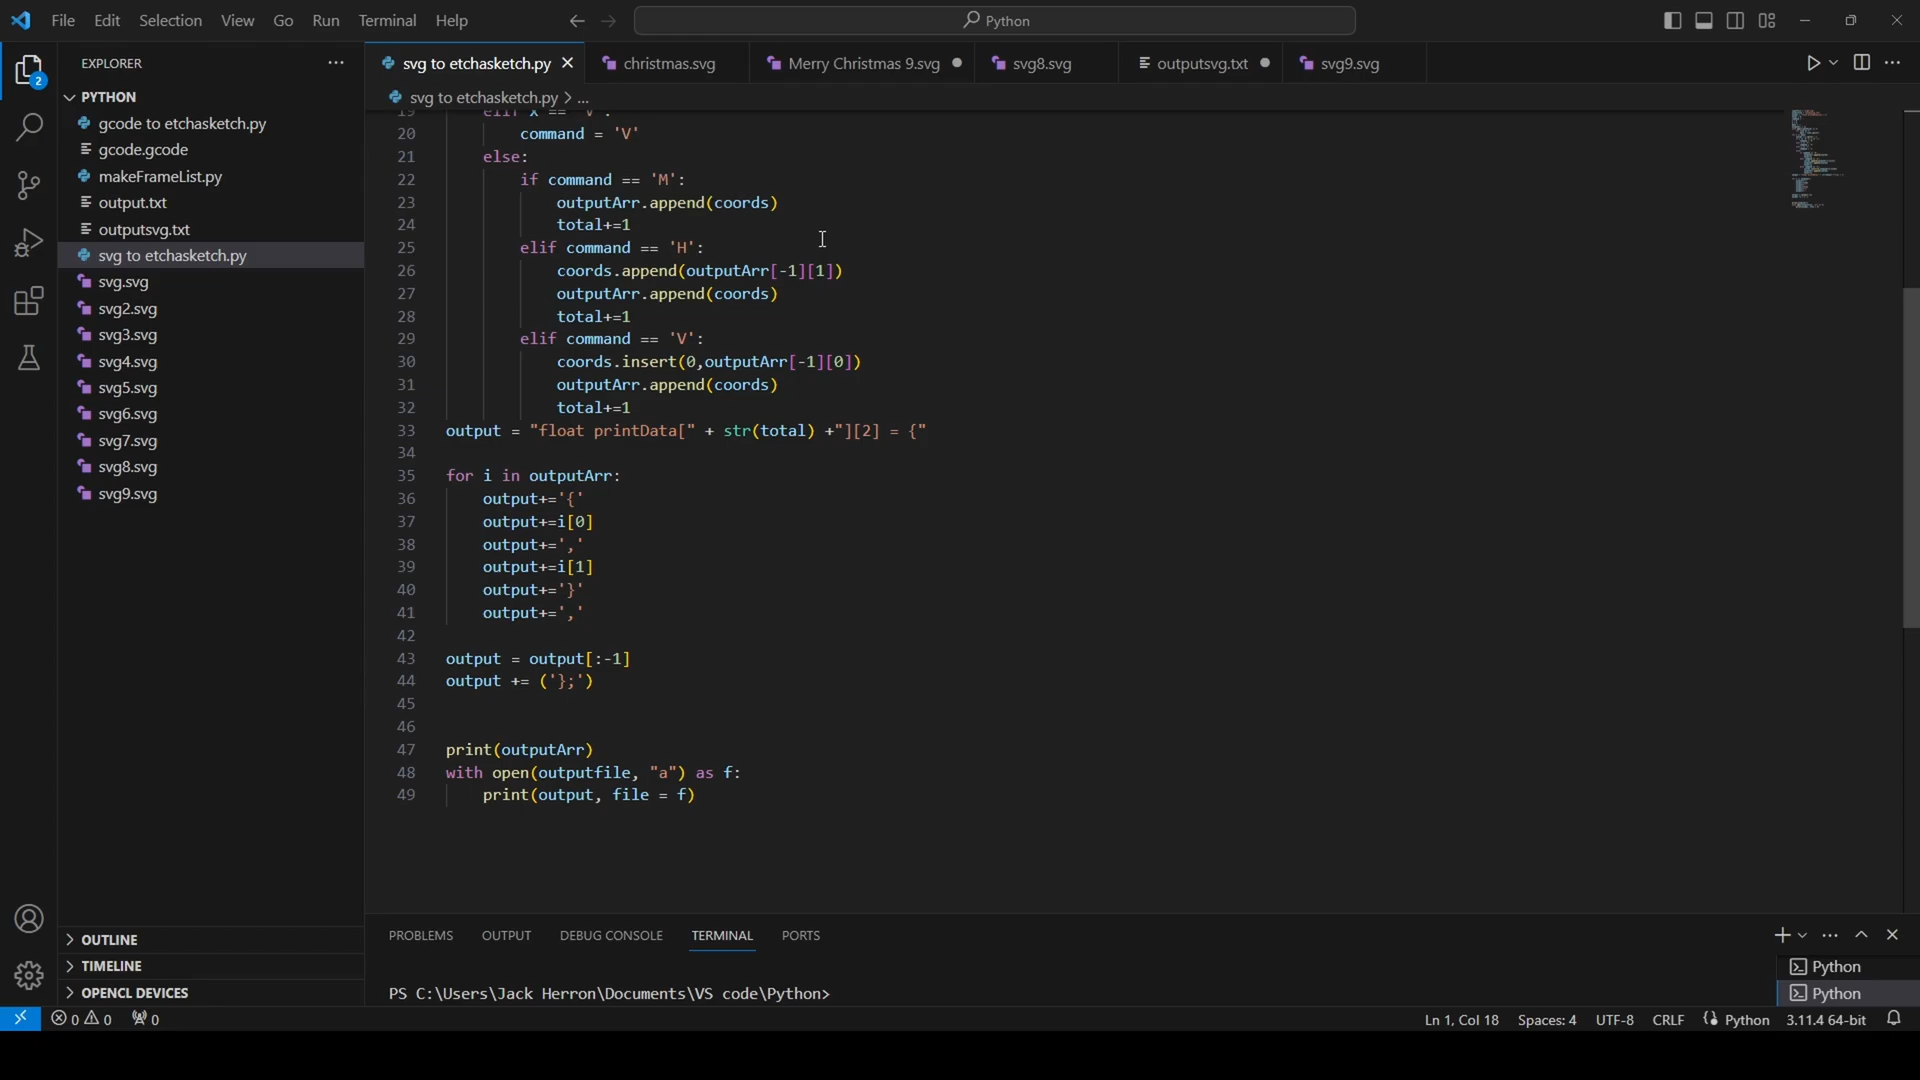 File Edit Selection View Go Run Terminal Help
Python
EXPLORER
2
PYTHON
gcode to etchasketch.py
gcode.gcode
makeFrameList.py
output.txt
outputsvg.txt
svg to etchasketch.py
svg.svg
svg2.svg
svg3.svg
svg4.svg
svg5.svg
svg6.svg
svg7.svg
svg8.svg
svg9.svg
OUTLINE
TIMELINE
OPENCL DEVICES
svg to etchasketch.py christmas.svg Merry Christmas 9.svg svg8.svg outputsvg.txt svg9.svg
svg to etchasketch.py > ...
19 elif x == 'V':
20 command = 'V'
21 else:
22 if command == 'M':
23 outputArr.append(coords)
24 total+=1
25 elif command == 'H':
26 coords.append(outputArr[-1][1])
27 outputArr.append(coords)
28 total+=1
29 elif command == 'V':
30 coords.insert(0,outputArr[-1][0])
31 outputArr.append(coords)
32 total+=1
33 output = "float printData[" + str(total) +"][2] = {"
34
35 for i in outputArr:
36 output+='{'
37 output+=i[0]
38 output+=','
39 output+=i[1]
40 output+='}'
41 output+=','
42
43 output = output[:-1]
44 output += ('};')
45
46
47 print(outputArr)
48 with open(outputfile, "a") as f:
49 print(output, file = f)
PROBLEMS OUTPUT DEBUG CONSOLE TERMINAL PORTS
PS C:\Users\Jack Herron\Documents\VS code\Python>
Python
Python
0 0 0
Ln 1, Col 18 Spaces: 4 UTF-8 CRLF Python 3.11.4 64-bit